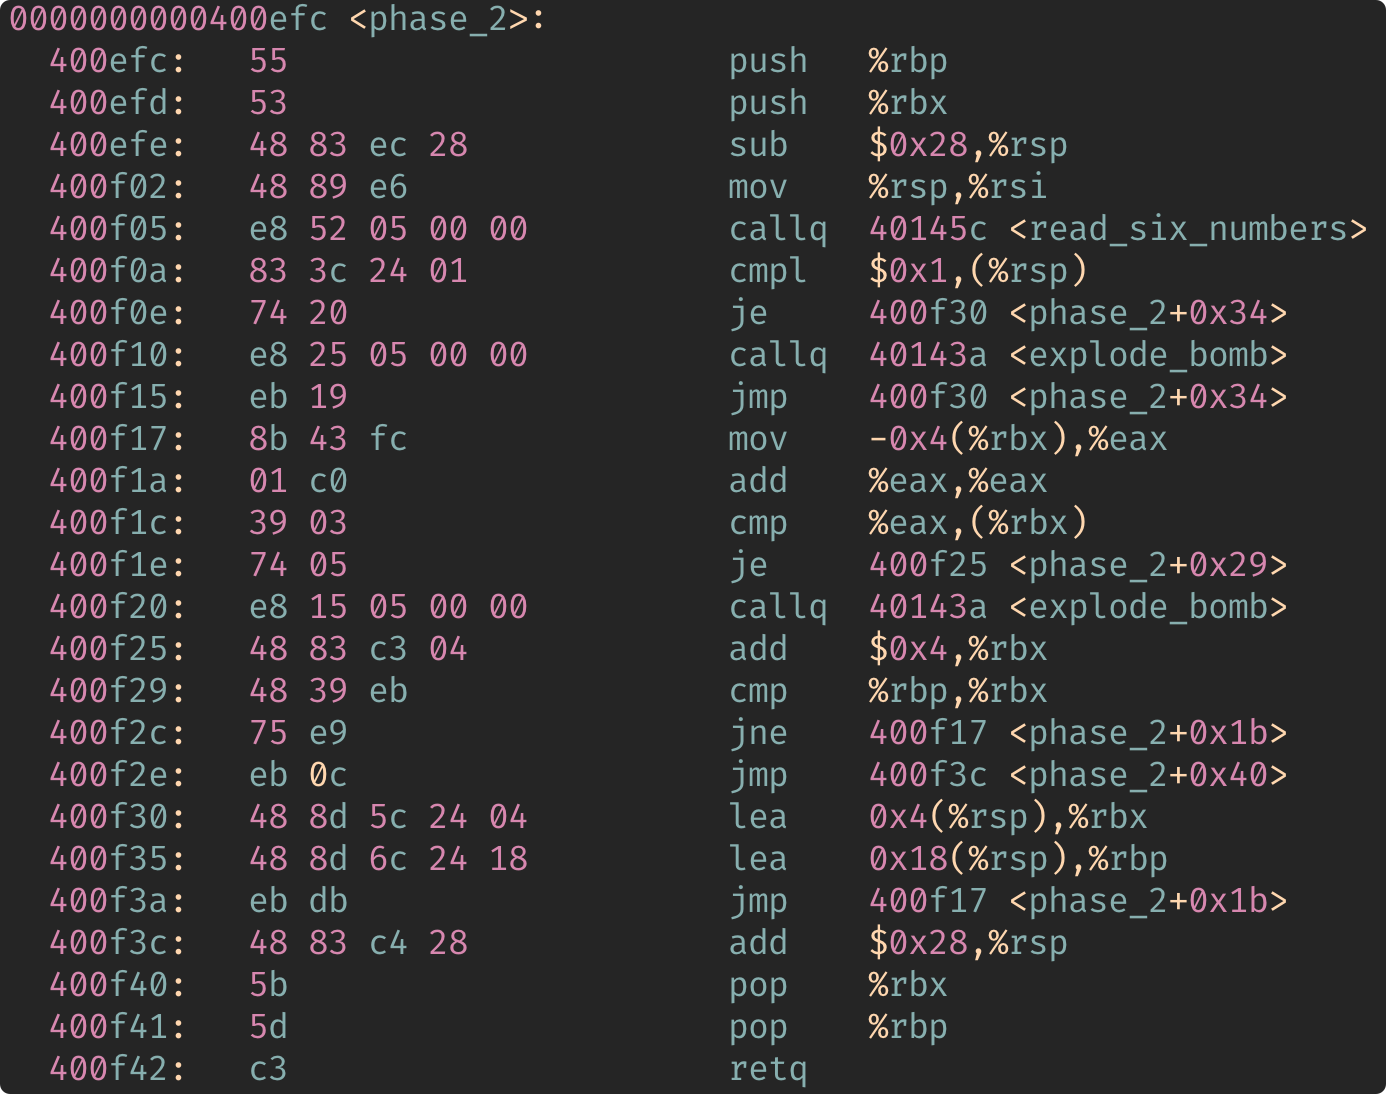 0000000000400efc <phase_2>:
400efc: 55 push %rbp
400efd: 53 push %rbx
400efe: 48 83 ec 28 sub $0x28,%rsp
400f02: 48 89 e6 mov %rsp,%rsi
400f05: e8 52 05 00 00 callq 40145c <read_six_numbers>
400f0a: 83 3c 24 01 cmpl $0x1,(%rsp)
400f0e: 74 20 je 400f30 <phase_2+0x34>
400f10: e8 25 05 00 00 callq 40143a <explode_bomb>
400f15: eb 19 jmp 400f30 <phase_2+0x34>
400f17: 8b 43 fc mov -0x4(%rbx),%eax
400f1a: 01 c0 add %eax,%eax
400f1c: 39 03 cmp %eax,(%rbx)
400f1e: 74 05 je 400f25 <phase_2+0x29>
400f20: e8 15 05 00 00 callq 40143a <explode_bomb>
400f25: 48 83 c3 04 add $0x4,%rbx
400f29: 48 39 eb cmp %rbp,%rbx
400f2c: 75 e9 jne 400f17 <phase_2+0x1b>
400f2e: eb 0c jmp 400f3c <phase_2+0x40>
400f30: 48 8d 5c 24 04 lea 0x4(%rsp),%rbx
400f35: 48 8d 6c 24 18 lea 0x18(%rsp),%rbp
400f3a: eb db jmp 400f17 <phase_2+0x1b>
400f3c: 48 83 c4 28 add $0x28,%rsp
400f40: 5b pop %rbx
400f41: 5d pop %rbp
400f42: c3 retq